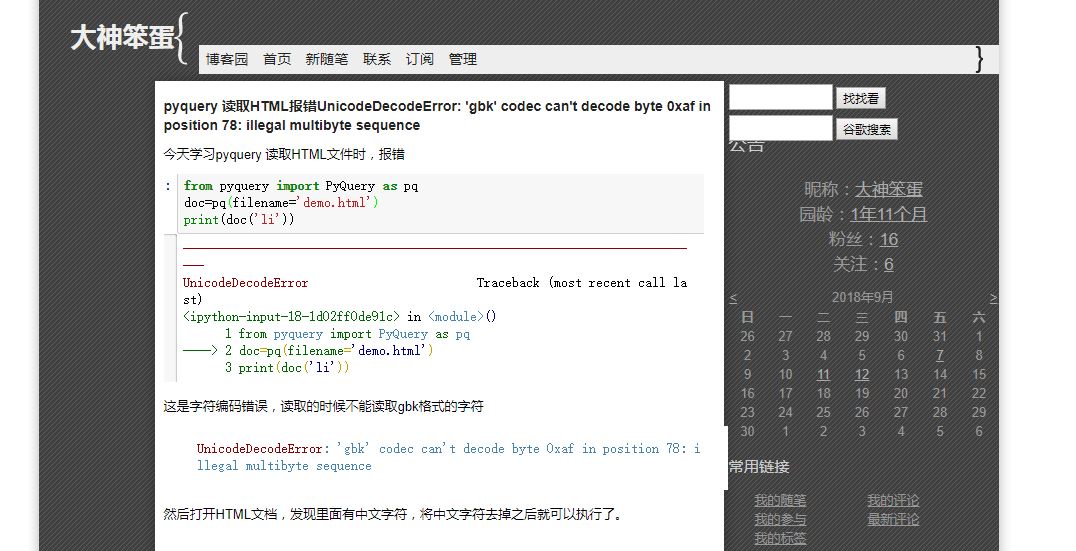 大神笨蛋{
博客园 首页 新随笔 联系 订阅 管理 }
pyquery 读取HTML报错UnicodeDecodeError: 'gbk' codec can't decode byte 0xaf in
position 78: illegal multibyte sequence
今天学习pyquery 读取HTML文件时，报错
: from pyquery import PyQuery as pq
doc=pq(filename='demo.html')
print(doc('li'))
UnicodeDecodeError Traceback (most recent call la
st)
<ipython-input-18-1d02ff0de91c> in <module>()
1 from pyquery import PyQuery as pq
----> 2 doc=pq(filename='demo.html')
3 print(doc('li'))
这是字符编码错误，读取的时候不能读取gbk格式的字符
UnicodeDecodeError: 'gbk' codec can't decode byte 0xaf in position 78: i
llegal multibyte sequence
然后打开HTML文档，发现里面有中文字符，将中文字符去掉之后就可以执行了。
找找看
谷歌搜索
公告
昵称：大神笨蛋
园龄：1年11个月
粉丝：16
关注：6
< 2018年9月 >
日 一 二 三 四 五 六
26 27 28 29 30 31 1
2 3 4 5 6 7 8
9 10 11 12 13 14 15
16 17 18 19 20 21 22
23 24 25 26 27 28 29
30 1 2 3 4 5 6
常用链接
我的随笔 我的评论
我的参与 最新评论
我的标签